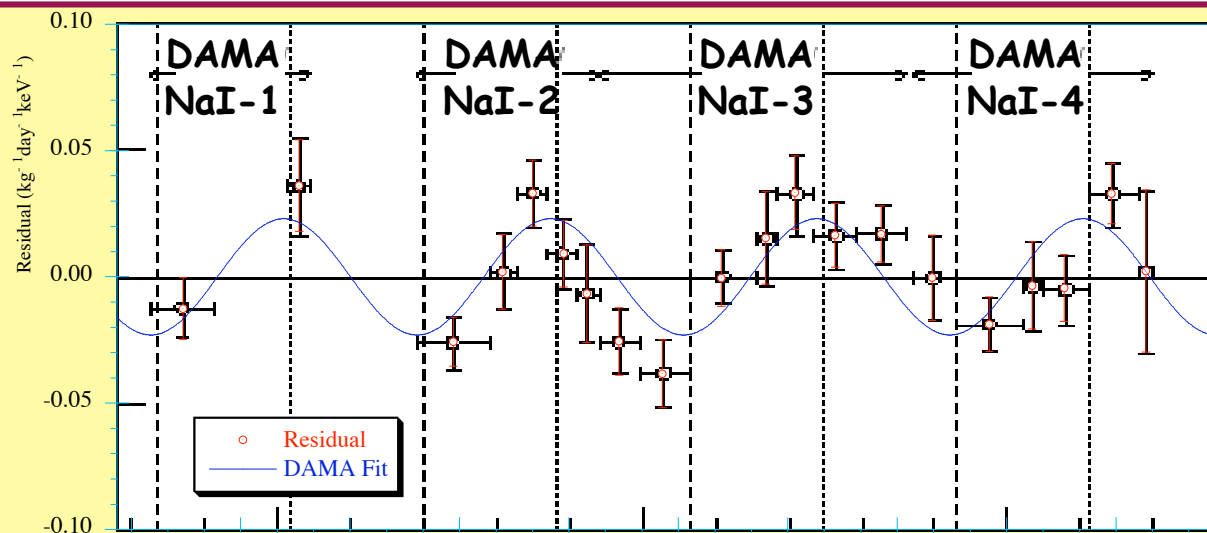 0.10
0.05
0.00
-0.05
-0.10
Residual (kg⁻¹day⁻¹keV⁻¹)
DAMA
NaI-1
DAMA
NaI-2
DAMA
NaI-3
DAMA
NaI-4
Residual
DAMA Fit